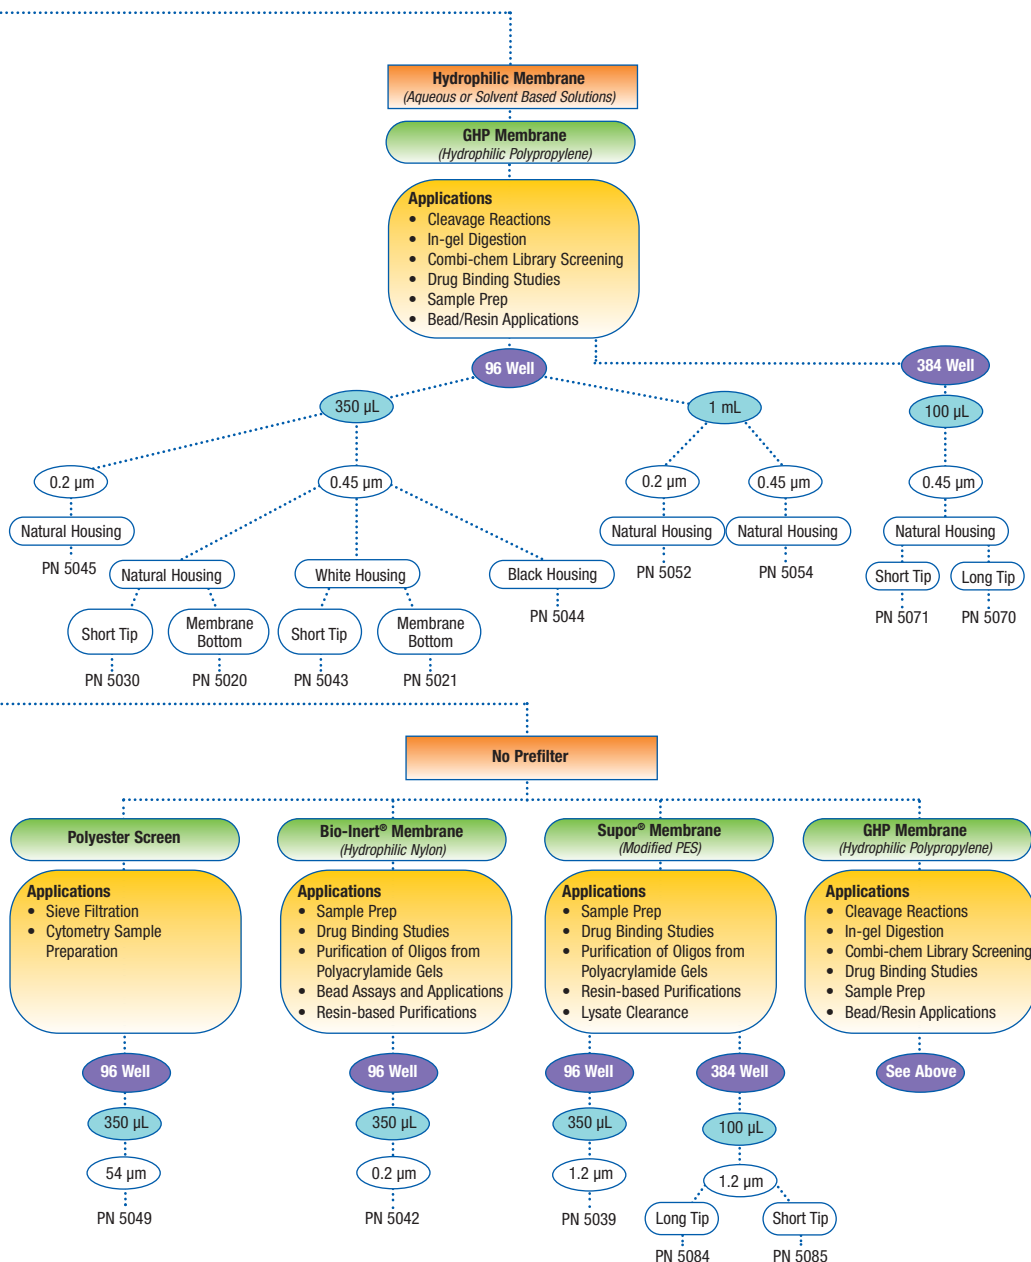 Hydrophilic Membrane
(Aqueous or Solvent Based Solutions)
GHP Membrane
(Hydrophilic Polypropylene)
Applications
• Cleavage Reactions
• In-gel Digestion
• Combi-chem Library Screening
• Drug Binding Studies
• Sample Prep
• Bead/Resin Applications
96 Well
384 Well
350 µL
1 mL
100 µL
0.2 µm
0.45 µm
0.2 µm
0.45 µm
0.45 µm
Natural Housing
Natural Housing
Natural Housing
Natural Housing
PN 5045
Natural Housing
White Housing
Black Housing
PN 5052
PN 5054
Short Tip
Long Tip
PN 5044
PN 5071
PN 5070
Short Tip
Membrane
Bottom
Short Tip
Membrane
Bottom
PN 5030
PN 5020
PN 5043
PN 5021
No Prefilter
Polyester Screen
Applications
• Sieve Filtration
• Cytometry Sample
Preparation
96 Well
350 µL
54 µm
PN 5049
Bio-Inert® Membrane
(Hydrophilic Nylon)
Applications
• Sample Prep
• Drug Binding Studies
• Purification of Oligos from
Polyacrylamide Gels
• Bead Assays and Applications
• Resin-based Purifications
96 Well
350 µL
0.2 µm
PN 5042
Supor® Membrane
(Modified PES)
Applications
• Sample Prep
• Drug Binding Studies
• Purification of Oligos from
Polyacrylamide Gels
• Resin-based Purifications
• Lysate Clearance
96 Well
350 µL
1.2 µm
PN 5039
384 Well
100 µL
1.2 µm
Long Tip
Short Tip
PN 5084
PN 5085
GHP Membrane
(Hydrophilic Polypropylene)
Applications
• Cleavage Reactions
• In-gel Digestion
• Combi-chem Library Screening
• Drug Binding Studies
• Sample Prep
• Bead/Resin Applications
See Above